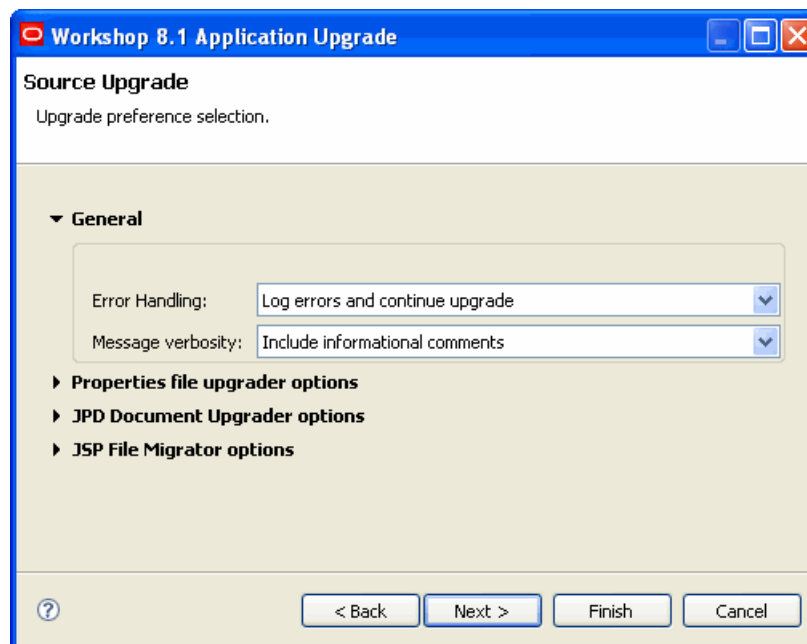 Workshop 8.1 Application Upgrade
Source Upgrade
Upgrade preference selection.
General
Error Handling: Log errors and continue upgrade
Message verbosity: Include informational comments
Properties file upgrader options
JPD Document Upgrader options
JSP File Migrator options
? < Back Next > Finish Cancel